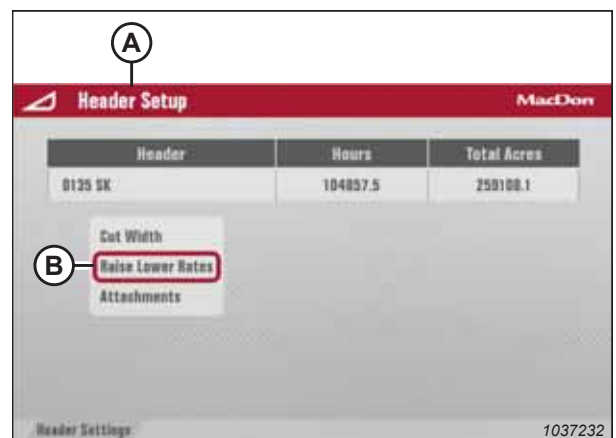 A
Header Setup MacDon
Header Hours Total Acres
D135 SK 104857.5 259108.1
Cut Width
B Raise Lower Rates
Attachments
Header Settings 1037232